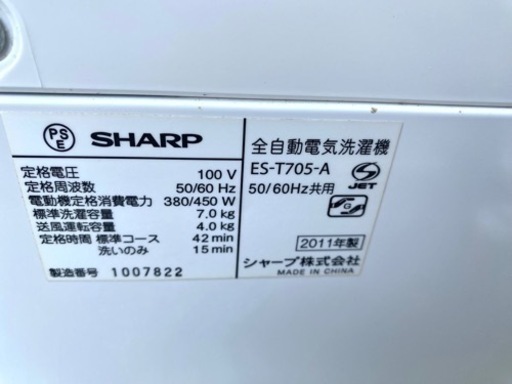 PSE SHARP
定格電圧 100 V
定格周波数 50/60 Hz
電動機定格消費電力 380/450 W
標準洗濯容量 7.0 kg
送風運転容量 4.0 kg
定格時間 標準コース 42 min
洗いのみ 15 min
製造番号 1007822
全自動電気洗濯機
ES-T705-A
50/60Hz共用
JET
G
2011年製
シャープ株式会社
MADE IN CHINA